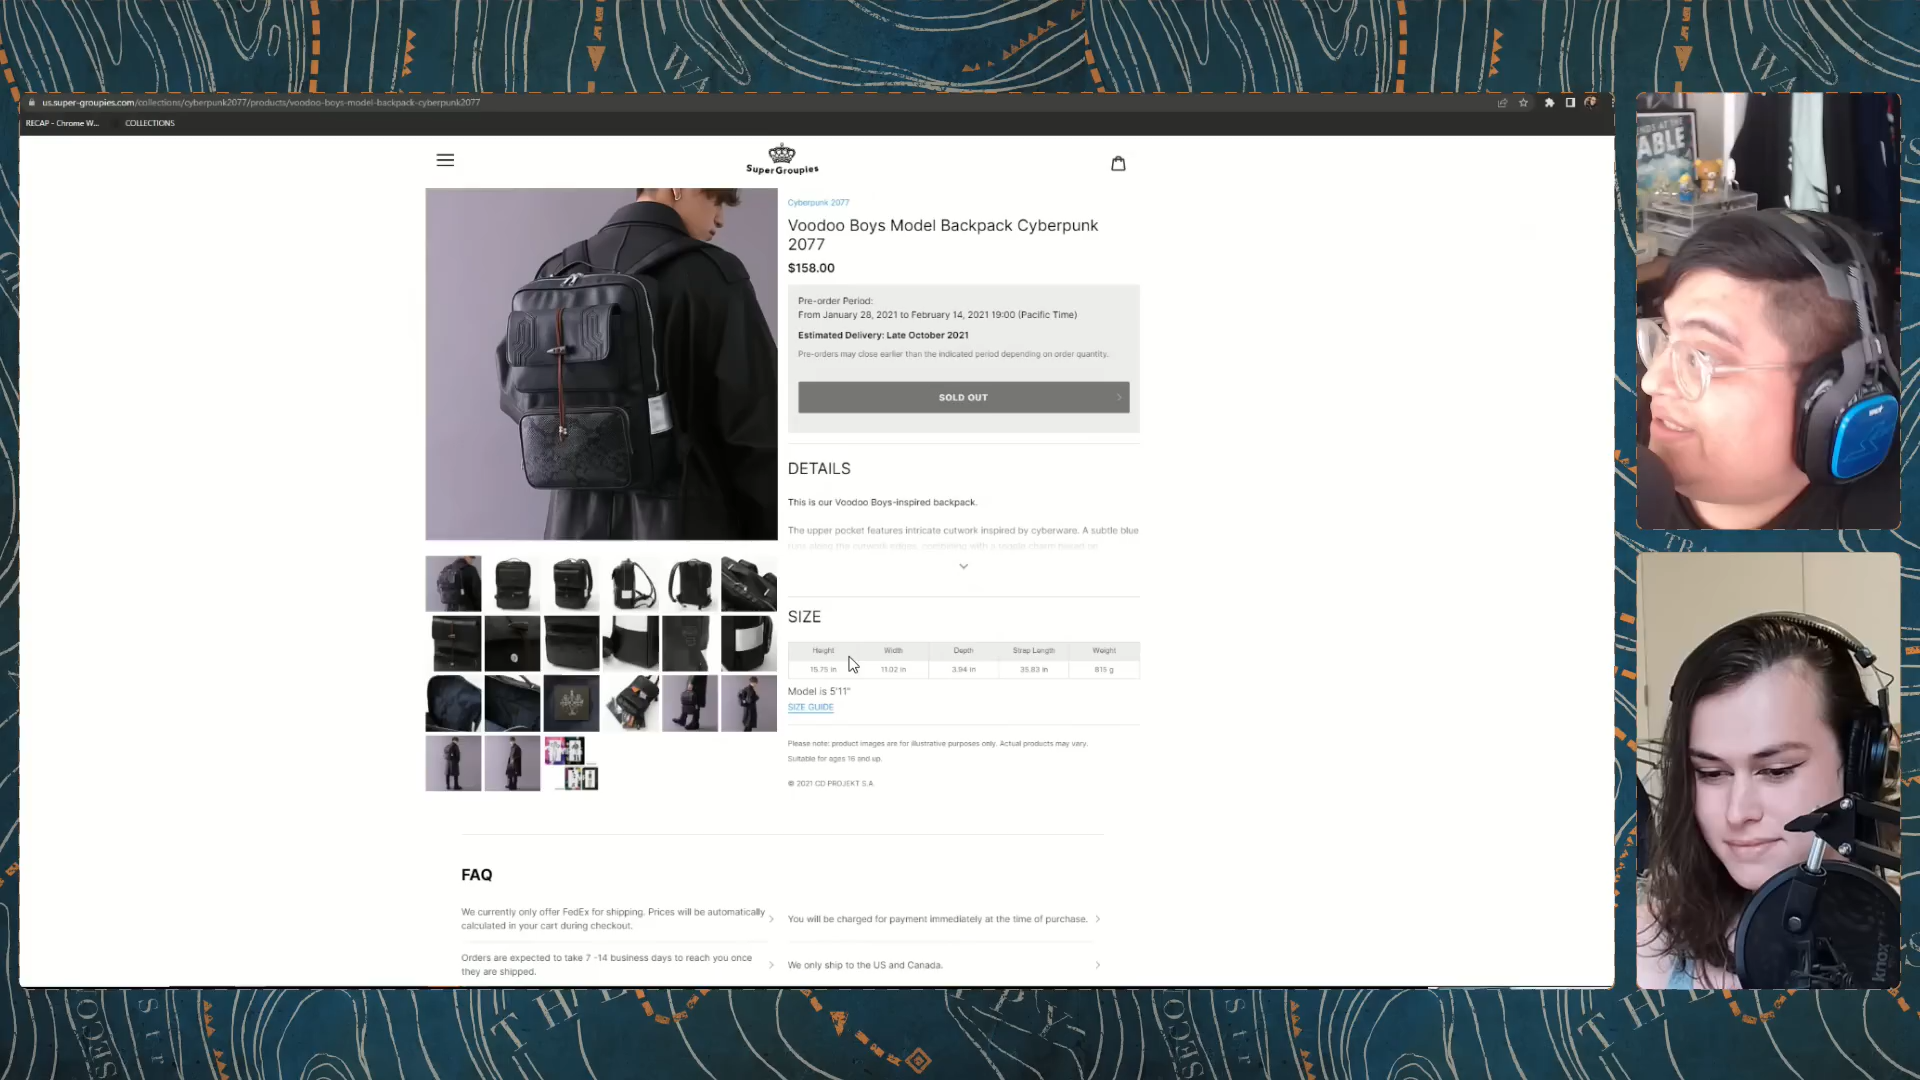 us.super-groupies.com/collections/cyberpunk2077/products/voodoo-boys-model-backpack-cyberpunk2077
RECAP - Chrome W...
COLLECTIONS
SuperGroupies
Cyberpunk 2077
Voodoo Boys Model Backpack Cyberpunk
2077
$158.00
Pre-order Period:
From January 28, 2021 to February 14, 2021 19:00 (Pacific Time)
Estimated Delivery: Late October 2021
Pre-orders may close earlier than the indicated period depending on order quantity.
SOLD OUT
DETAILS
This is our Voodoo Boys-inspired backpack.
The upper pocket features intricate cutwork inspired by cyberware. A subtle blue
SIZE
Height Width Depth Strap Length Weight
15.75 in 11.02 in 3.94 in 35.83 in 815 g
Model is 5'11"
SIZE GUIDE
Please note: product images are for illustrative purposes only. Actual products may vary.
Suitable for ages 16 and up.
© 2021 CD PROJEKT S.A
FAQ
We currently only offer FedEx for shipping. Prices will be automatically
calculated in your cart during checkout.
You will be charged for payment immediately at the time of purchase.
Orders are expected to take 7 -14 business days to reach you once
they are shipped.
We only ship to the US and Canada.
ENDS AT THE
TABLE
knox